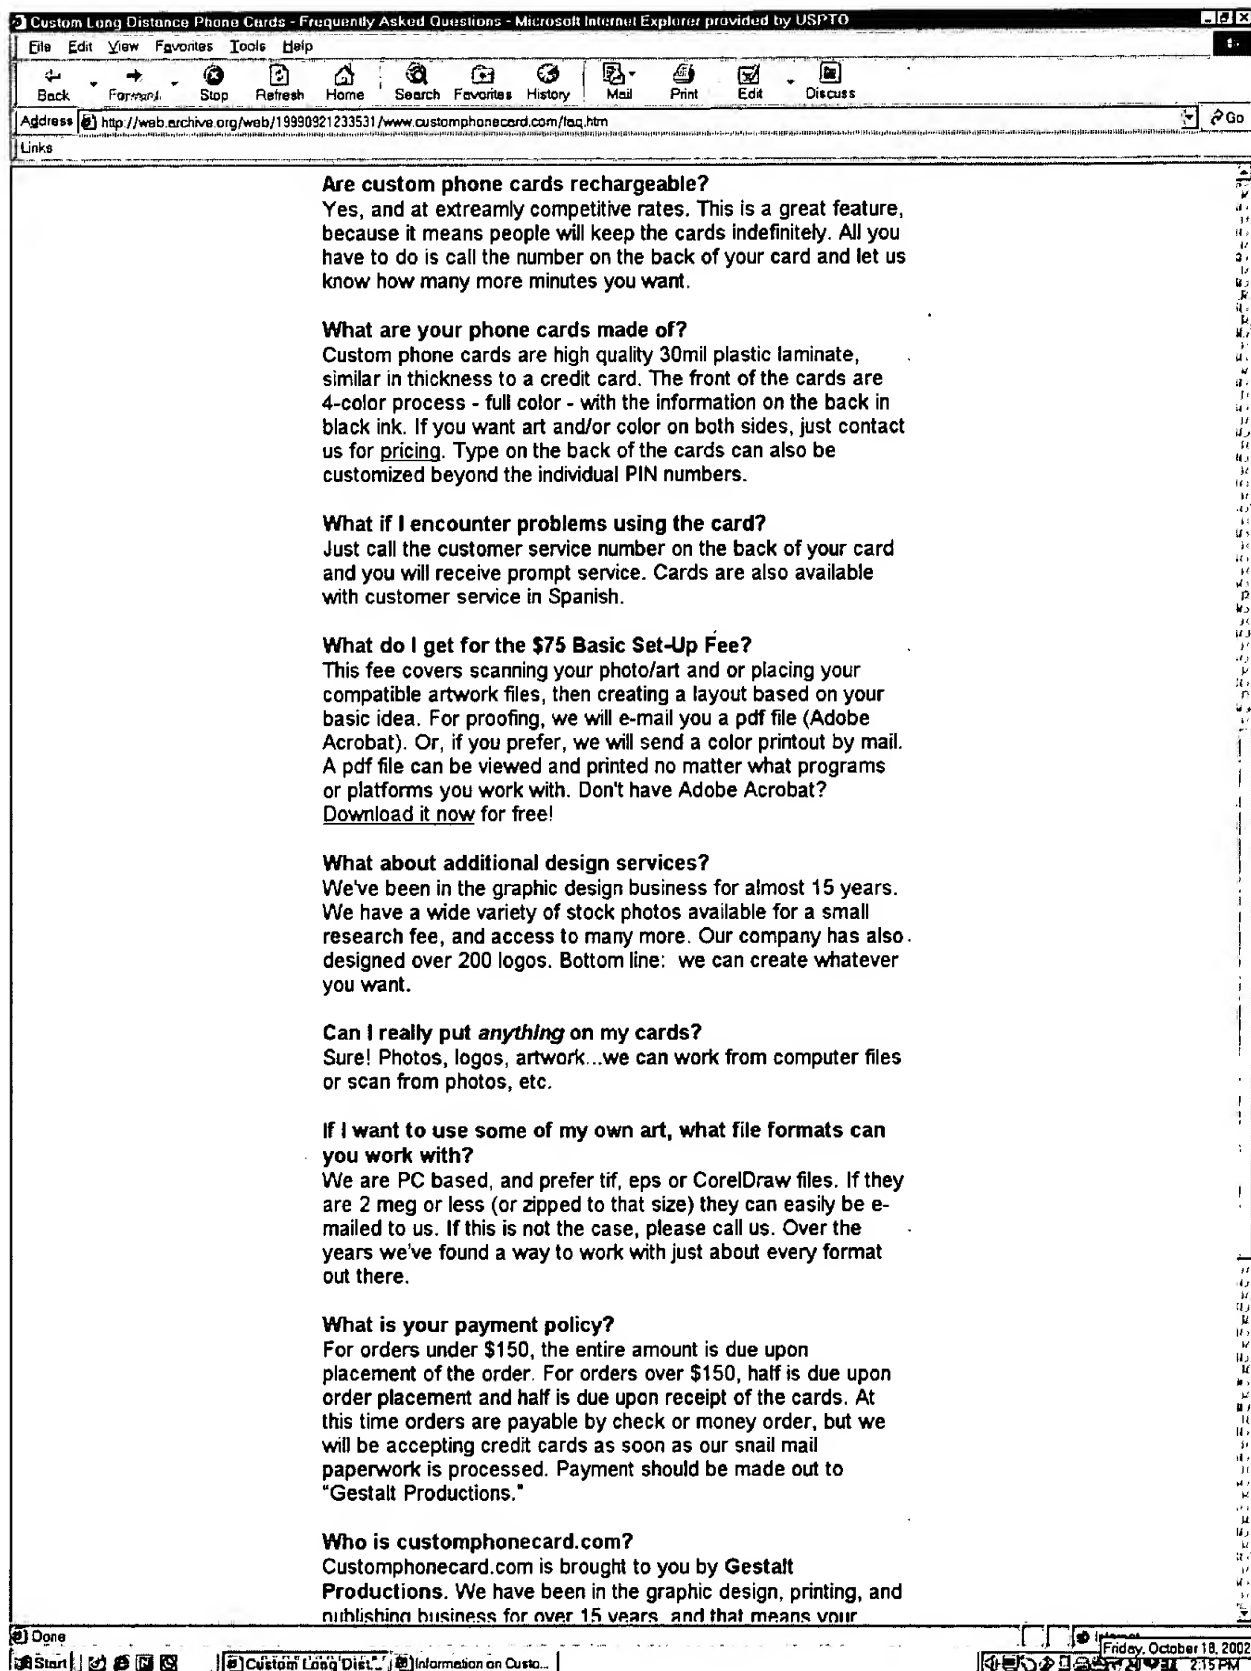 Custom Long Distance Phone Cards - Frequently Asked Questions - Microsoft Internet Explorer provided by USPTO
File Edit View Favorites Tools Help
Back Forward Stop Refresh Home Search Favorites History Mail Print Edit Discuss
Address http://web.archive.org/web/19990921233531/www.customphonecard.com/faq.htm Go
Links
Are custom phone cards rechargeable?
Yes, and at extreamly competitive rates. This is a great feature,
because it means people will keep the cards indefinitely. All you
have to do is call the number on the back of your card and let us
know how many more minutes you want.
What are your phone cards made of?
Custom phone cards are high quality 30mil plastic laminate,
similar in thickness to a credit card. The front of the cards are
4-color process - full color - with the information on the back in
black ink. If you want art and/or color on both sides, just contact
us for pricing. Type on the back of the cards can also be
customized beyond the individual PIN numbers.
What if I encounter problems using the card?
Just call the customer service number on the back of your card
and you will receive prompt service. Cards are also available
with customer service in Spanish.
What do I get for the $75 Basic Set-Up Fee?
This fee covers scanning your photo/art and or placing your
compatible artwork files, then creating a layout based on your
basic idea. For proofing, we will e-mail you a pdf file (Adobe
Acrobat). Or, if you prefer, we will send a color printout by mail.
A pdf file can be viewed and printed no matter what programs
or platforms you work with. Don't have Adobe Acrobat?
Download it now for free!
What about additional design services?
We've been in the graphic design business for almost 15 years.
We have a wide variety of stock photos available for a small
research fee, and access to many more. Our company has also
designed over 200 logos. Bottom line: we can create whatever
you want.
Can I really put anything on my cards?
Sure! Photos, logos, artwork...we can work from computer files
or scan from photos, etc.
If I want to use some of my own art, what file formats can
you work with?
We are PC based, and prefer tif, eps or CorelDraw files. If they
are 2 meg or less (or zipped to that size) they can easily be e-
mailed to us. If this is not the case, please call us. Over the
years we've found a way to work with just about every format
out there.
What is your payment policy?
For orders under $150, the entire amount is due upon
placement of the order. For orders over $150, half is due upon
order placement and half is due upon receipt of the cards. At
this time orders are payable by check or money order, but we
will be accepting credit cards as soon as our snail mail
paperwork is processed. Payment should be made out to
"Gestalt Productions."
Who is customphonecard.com?
Customphonecard.com is brought to you by Gestalt
Productions. We have been in the graphic design, printing, and
publishing business for over 15 years, and that means your
Done
Friday, October 18, 2002
Start Custom Long Dist... Information on Custo... 2:15 PM